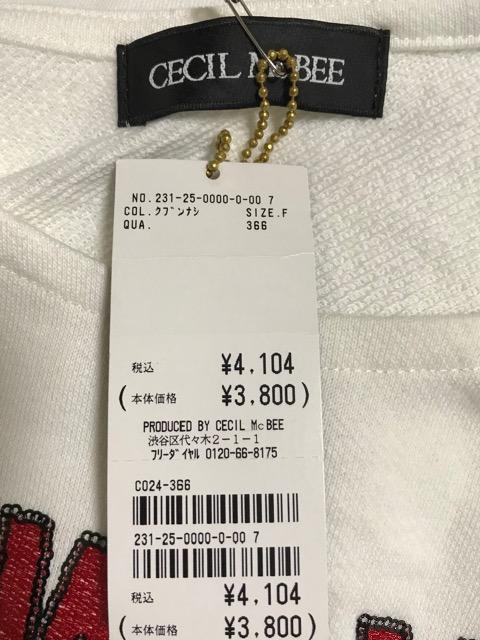 CECIL McBEE
NO.231-25-0000-0-00 7
COL.ｸﾌﾞﾝﾅｼ SIZE.F
QUA. 366
税込 ¥4,104
(本体価格 ¥3,800)
PRODUCED BY CECIL McBEE
渋谷区代々木2-1-1
ﾌﾘｰﾀﾞｲﾔﾙ 0120-66-8175
C024-366
231-25-0000-0-00 7
税込 ¥4,104
(本体価格 ¥3,800)